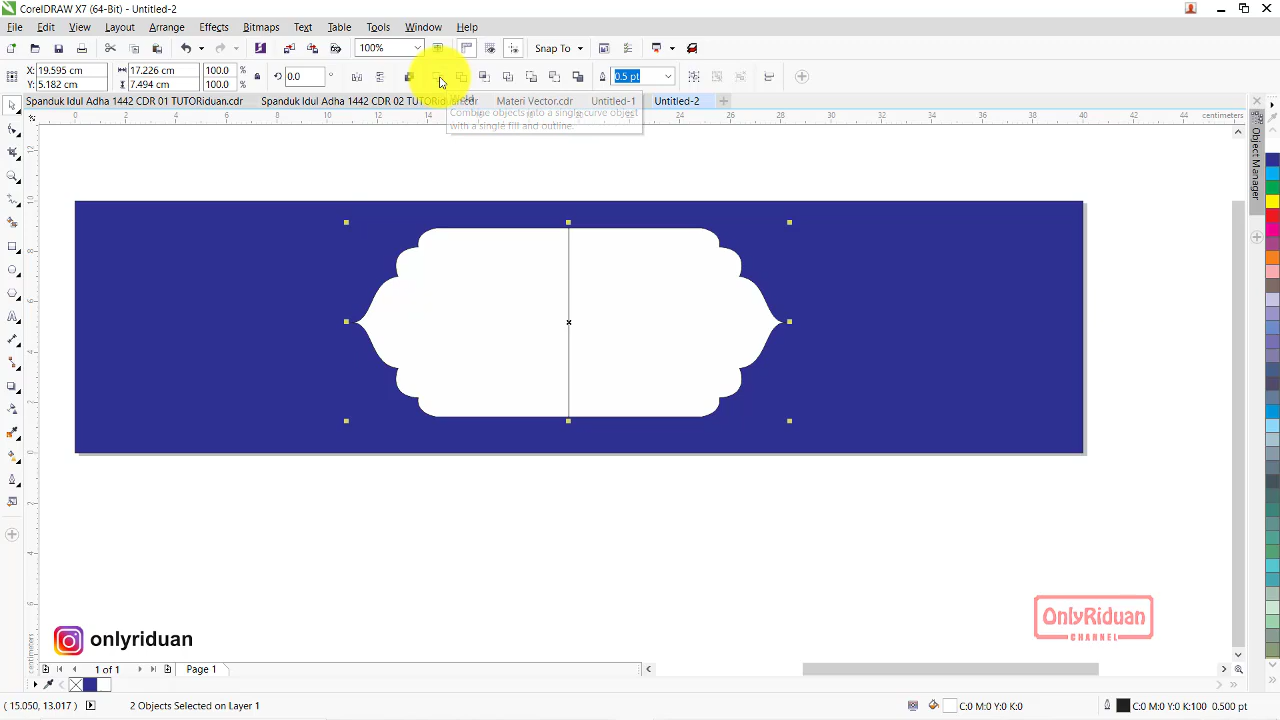 CorelDRAW X7 (64-Bit) - Untitled-2
File Edit View Layout Arrange Effects Bitmaps Text Table Tools Window Help
100% Snap To
X: 19.595 cm 17.226 cm 100.0 %
Y: 5.182 cm 7.494 cm 100.0 %
0.0 °
0.5 pt
Spanduk Idul Adha 1442 CDR 01 TUTORiduan.cdr Spanduk Idul Adha 1442 CDR 02 TUTORiduan.cdr Materi Vector.cdr Untitled-1 Untitled-2
Weld
Combine objects into a single curve object
with a single fill and outline.
centimeters
Object Manager
OnlyRiduan
CHANNEL
onlyriduan
1 of 1 Page 1
( 15.050, 13.017 ) 2 Objects Selected on Layer 1 C:0 M:0 Y:0 K:0 C:0 M:0 Y:0 K:100 0.500 pt